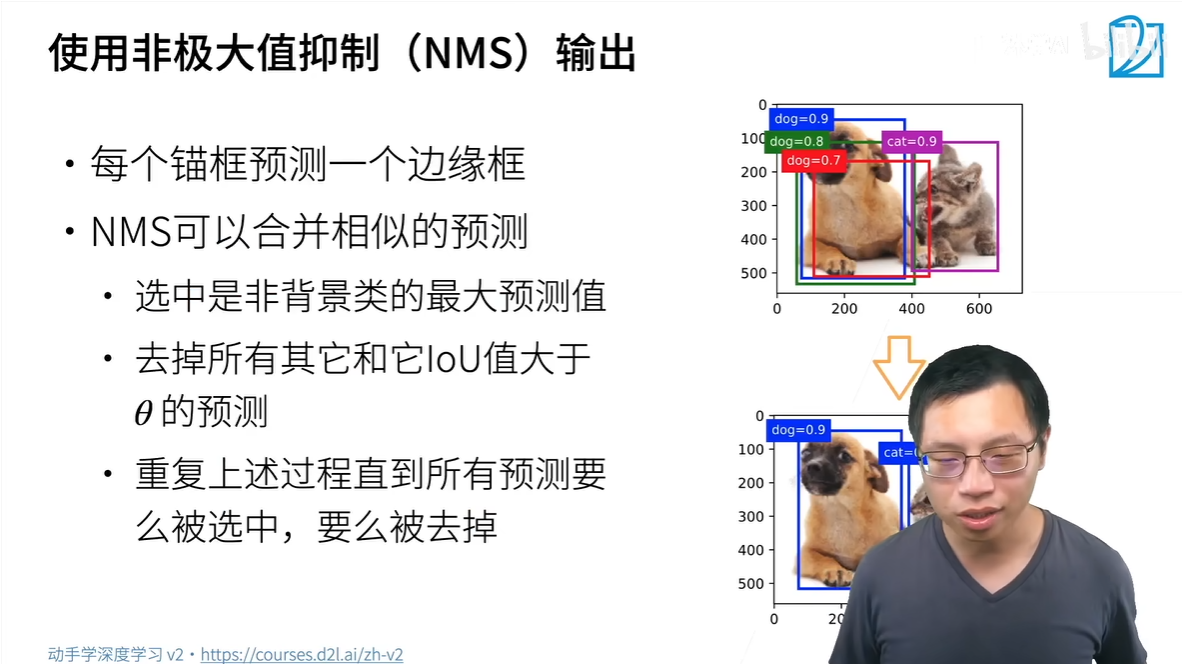 使用非极大值抑制（NMS）输出
• 每个锚框预测一个边缘框
• NMS可以合并相似的预测
• 选中是非背景类的最大预测值
• 去掉所有其它和它IoU值大于
θ 的预测
• 重复上述过程直到所有预测要
么被选中，要么被去掉
动手学深度学习 v2 • https://courses.d2l.ai/zh-v2
bilibili
0
dog=0.9
100
dog=0.8
cat=0.9
dog=0.7
200
300
400
500
0 200 400 600
0
dog=0.9
100
cat=
200
300
400
500
0